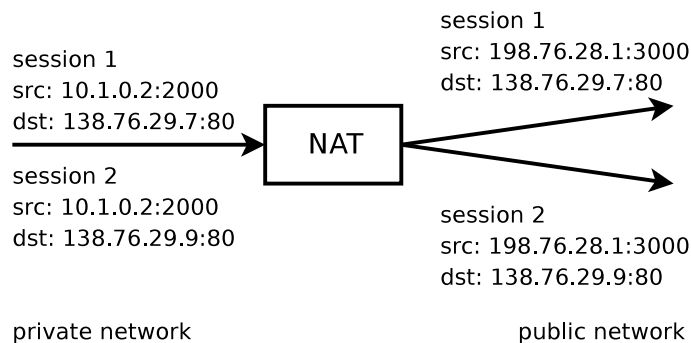 session 1
src: 10.1.0.2:2000
dst: 138.76.29.7:80
session 2
src: 10.1.0.2:2000
dst: 138.76.29.9:80
NAT
session 1
src: 198.76.28.1:3000
dst: 138.76.29.7:80
session 2
src: 198.76.28.1:3000
dst: 138.76.29.9:80
private network
public network